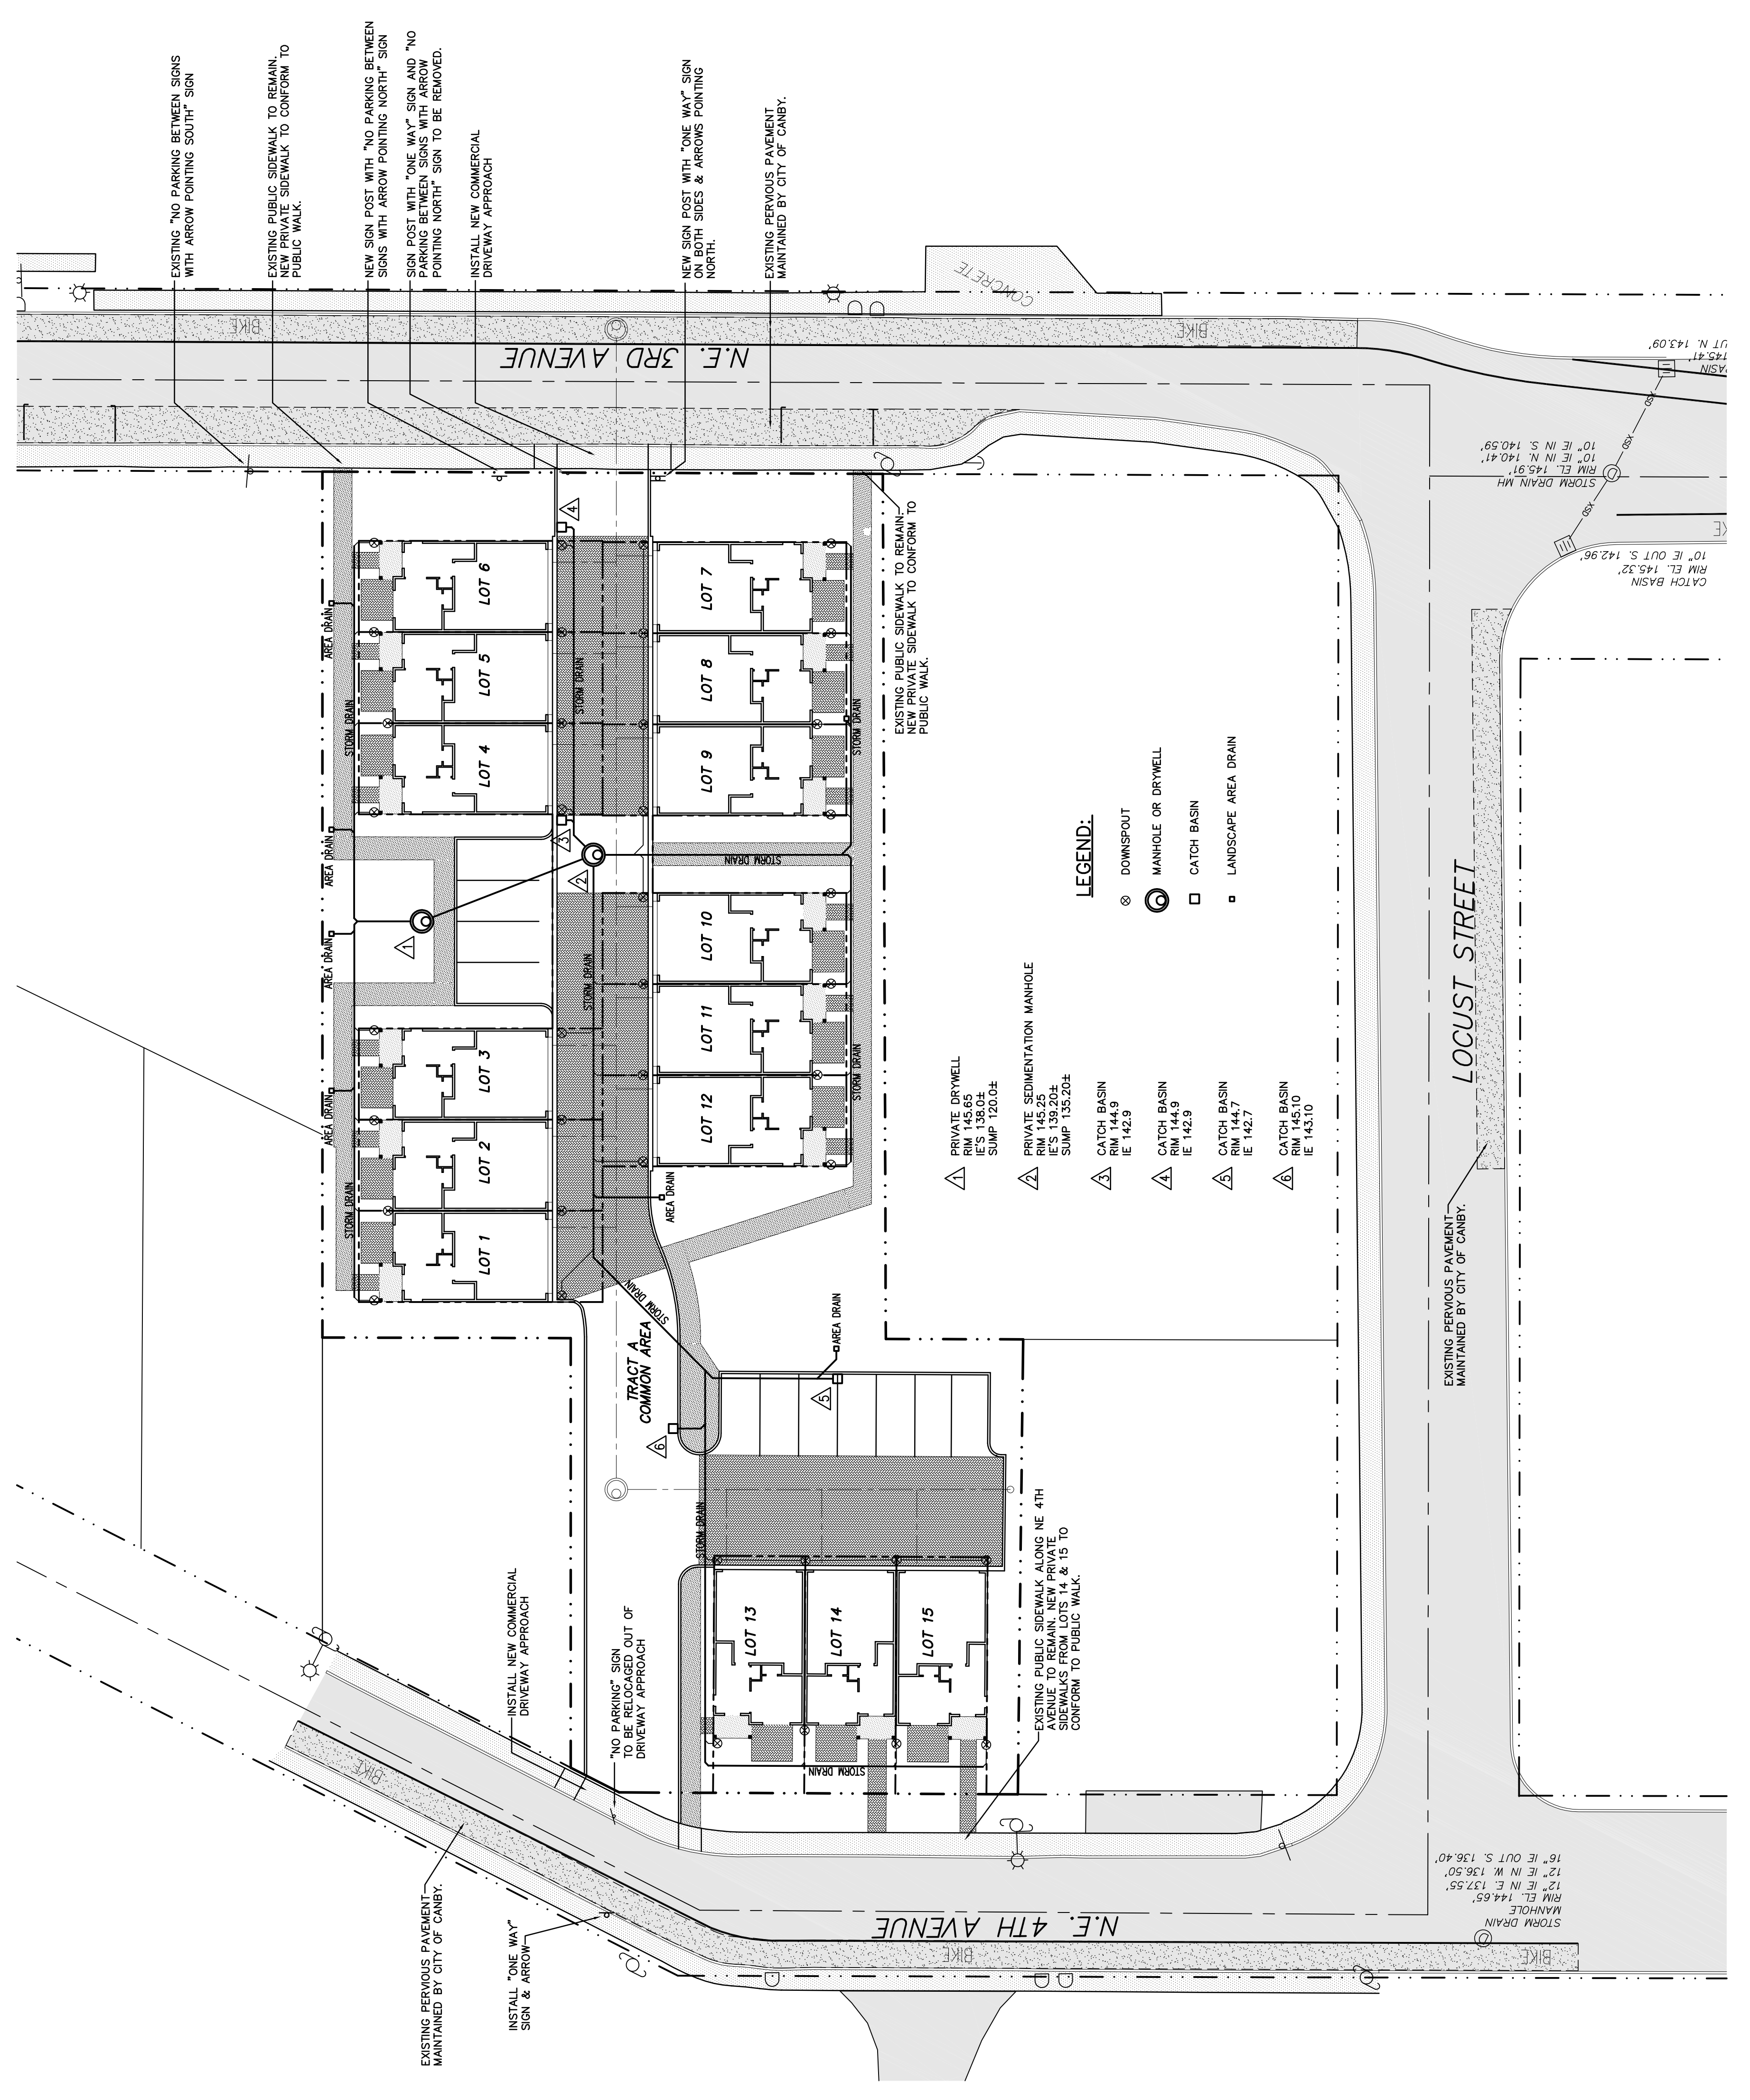 EXISTING "NO PARKING BETWEEN SIGNS
WITH ARROW POINTING SOUTH" SIGN
EXISTING PUBLIC SIDEWALK TO REMAIN.
NEW PRIVATE SIDEWALK TO CONFORM TO
PUBLIC WALK.
NEW SIGN POST WITH "NO PARKING BETWEEN
SIGNS WITH ARROW POINTING NORTH" SIGN
SIGN POST WITH "ONE WAY" SIGN AND "NO
PARKING BETWEEN SIGNS WITH ARROW
POINTING NORTH" SIGN TO BE REMOVED.
INSTALL NEW COMMERCIAL
DRIVEWAY APPROACH
NEW SIGN POST WITH "ONE WAY" SIGN
ON BOTH SIDES & ARROWS POINTING
NORTH.
EXISTING PERVIOUS PAVEMENT
MAINTAINED BY CITY OF CANBY.
CONCRETE
BIKE
BIKE
N.E. 3RD AVENUE
STORM DRAIN MH
RIM EL. 145.91'
10" IE IN N. 140.41'
10" IE IN S. 140.59'
XSD
XSD
XSD
CATCH BASIN
RIM EL. 145.32'
10" IE OUT S. 142.96'
145.41'
N. 143.09'
4
LOT 6
LOT 5
LOT 4
LOT 7
LOT 8
LOT 9
AREA DRAIN
STORM DRAIN
STORM DRAIN
STORM DRAIN
EXISTING PUBLIC SIDEWALK TO REMAIN.
NEW PRIVATE SIDEWALK TO CONFORM TO
PUBLIC WALK.
AREA DRAIN
AREA DRAIN
3
2
1
STORM DRAIN
STORM DRAIN
LOT 3
LOT 2
LOT 1
LOT 10
LOT 11
LOT 12
AREA DRAIN
STORM DRAIN
STORM DRAIN
AREA DRAIN
STORM DRAIN
LEGEND:
DOWNSPOUT
MANHOLE OR DRYWELL
CATCH BASIN
LANDSCAPE AREA DRAIN
1
PRIVATE DRYWELL
RIM 145.65
IE'S 138.0±
SUMP 120.0±
2
PRIVATE SEDIMENTATION MANHOLE
RIM 145.25
IE'S 139.20±
SUMP 135.20±
3
CATCH BASIN
RIM 144.9
IE 142.9
4
CATCH BASIN
RIM 144.9
IE 142.9
5
CATCH BASIN
RIM 144.7
IE 142.7
6
CATCH BASIN
RIM 145.10
IE 143.10
LOCUST STREET
EXISTING PERVIOUS PAVEMENT
MAINTAINED BY CITY OF CANBY.
TRACT A
COMMON AREA
AREA DRAIN
5
6
STORM DRAIN
LOT 13
LOT 14
LOT 15
STORM DRAIN
EXISTING PUBLIC SIDEWALK ALONG NE 4TH
AVENUE TO REMAIN. NEW PRIVATE
SIDEWALKS FROM LOTS 14 & 15 TO
CONFORM TO PUBLIC WALK.
INSTALL NEW COMMERCIAL
DRIVEWAY APPROACH
"NO PARKING" SIGN
TO BE RELOCAGED OUT OF
DRIVEWAY APPROACH
BIKE
EXISTING PERVIOUS PAVEMENT
MAINTAINED BY CITY OF CANBY.
INSTALL "ONE WAY"
SIGN & ARROW
N.E. 4TH AVENUE
BIKE
BIKE
STORM DRAIN
MANHOLE
RIM EL. 144.65'
12" IE IN E. 137.55'
12" IE IN W. 136.50'
16" IE OUT S. 136.40'